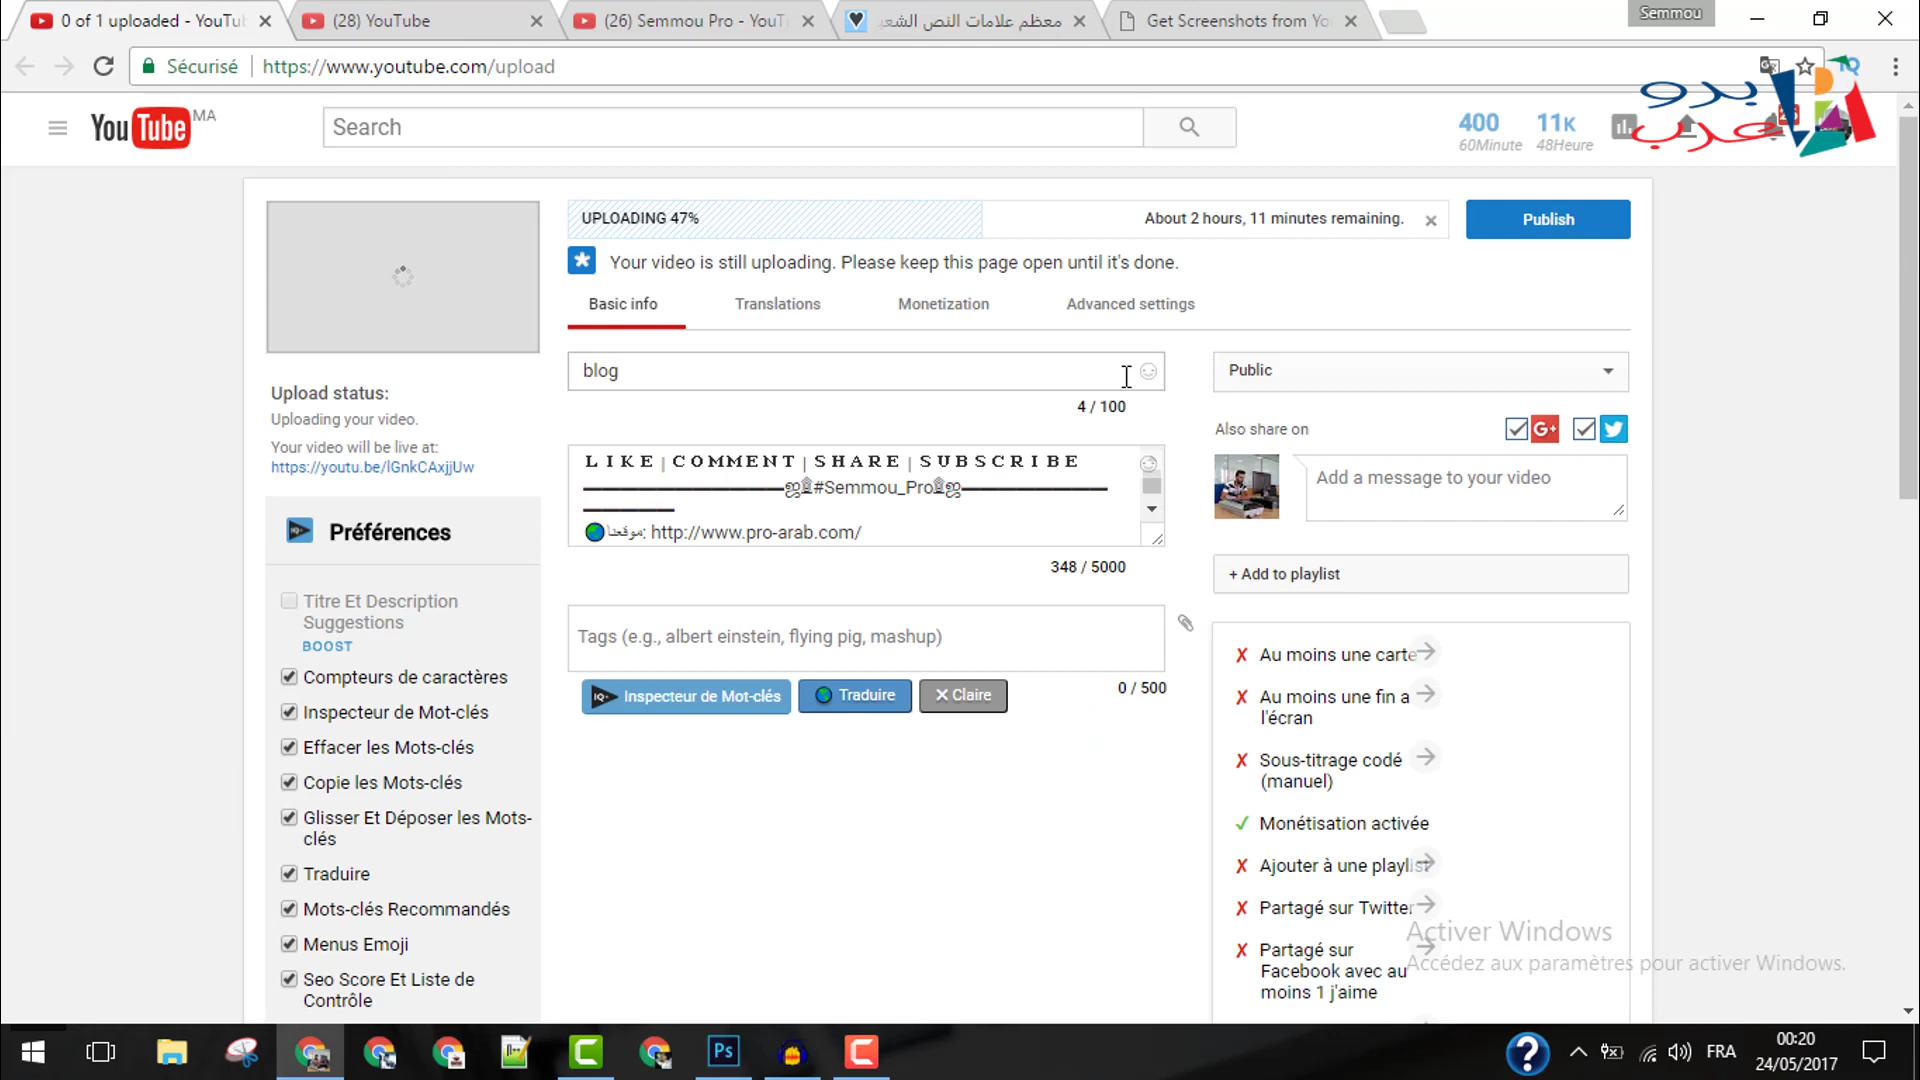 0 of 1 uploaded - YouTu
(28) YouTube
(26) Semmou Pro - YouT
معظم علامات النص الشعي
Get Screenshots from Yo
Semmou
Sécurisé
https://www.youtube.com/upload
بدو
عرب
YouTube MA
Search
400
60Minute
11K
48Heure
UPLOADING 47%
About 2 hours, 11 minutes remaining.
Publish
Your video is still uploading. Please keep this page open until it's done.
Basic info
Translations
Monetization
Advanced settings
blog
4 / 100
Public
Upload status:
Uploading your video.
Your video will be live at:
https://youtu.be/lGnkCAxjjUw
Also share on
G+
LIKE | COMMENT | SHARE | SUBSCRIBE
▬▬▬▬▬▬▬▬ஜ۩#Semmou_Pro۩ஜ▬▬▬▬▬▬▬▬
موقعنا: http://www.pro-arab.com/
348 / 5000
Add a message to your video
+ Add to playlist
Tags (e.g., albert einstein, flying pig, mashup)
Inspecteur de Mot-clés
Traduire
Claire
0 / 500
Préférences
Titre Et Description
Suggestions
BOOST
Compteurs de caractères
Inspecteur de Mot-clés
Effacer les Mots-clés
Copie les Mots-clés
Glisser Et Déposer les Mots-
clés
Traduire
Mots-clés Recommandés
Menus Emoji
Seo Score Et Liste de
Contrôle
Au moins une carte
Au moins une fin a
l'écran
Sous-titrage codé
(manuel)
Monétisation activée
Ajouter à une playlist
Partagé sur Twitter
Partagé sur
Facebook avec au
moins 1 j'aime
Activer Windows
Accédez aux paramètres pour activer Windows.
Ps
FRA
00:20
24/05/2017